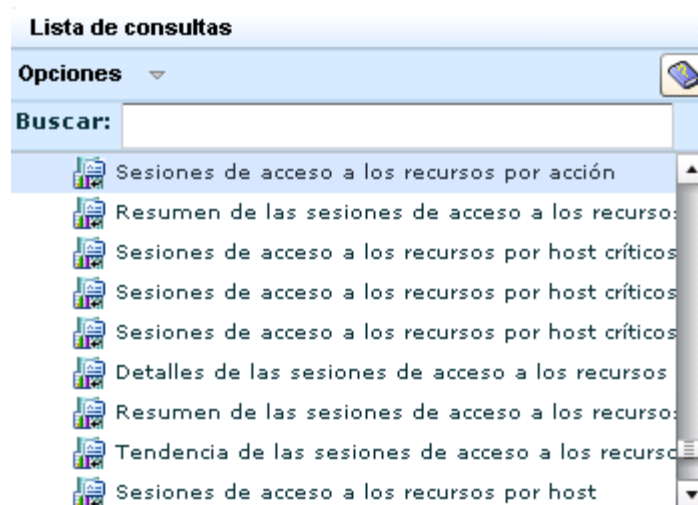 Lista de consultas
Opciones
Buscar:
Sesiones de acceso a los recursos por acción
Resumen de las sesiones de acceso a los
Sesiones de acceso a los recursos por host críticos
Sesiones de acceso a los recursos por host críticos
Sesiones de acceso a los recursos por host críticos
Detalles de las sesiones de acceso a los recursos
Resumen de las sesiones de acceso a los
Tendencia de las sesiones de acceso a los
Sesiones de acceso a los recursos por host